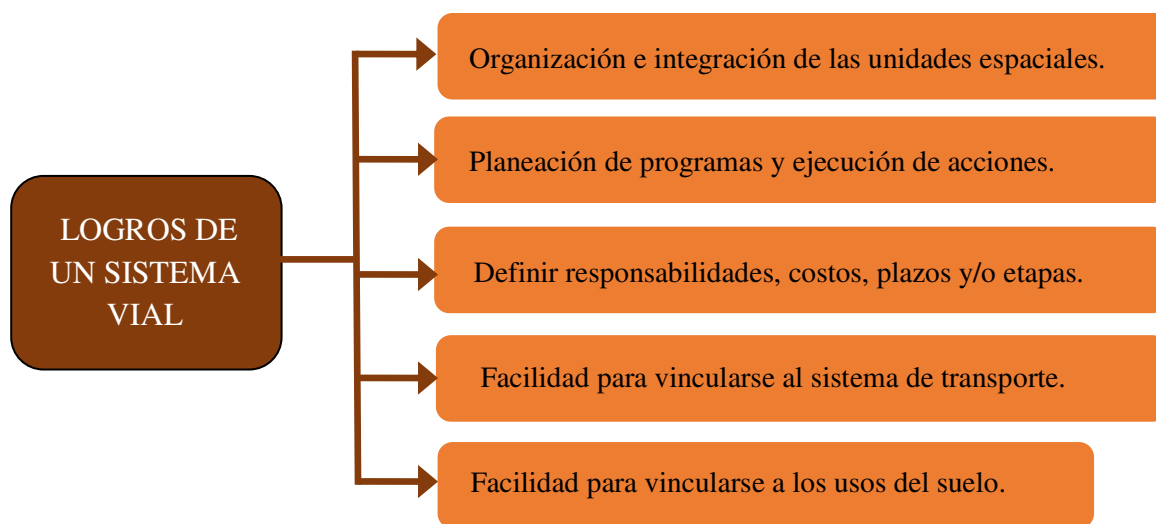 LOGROS DE
UN SISTEMA
VIAL
Organización e integración de las unidades espaciales.
Planeación de programas y ejecución de acciones.
Definir responsabilidades, costos, plazos y/o etapas.
Facilidad para vincularse al sistema de transporte.
Facilidad para vincularse a los usos del suelo.